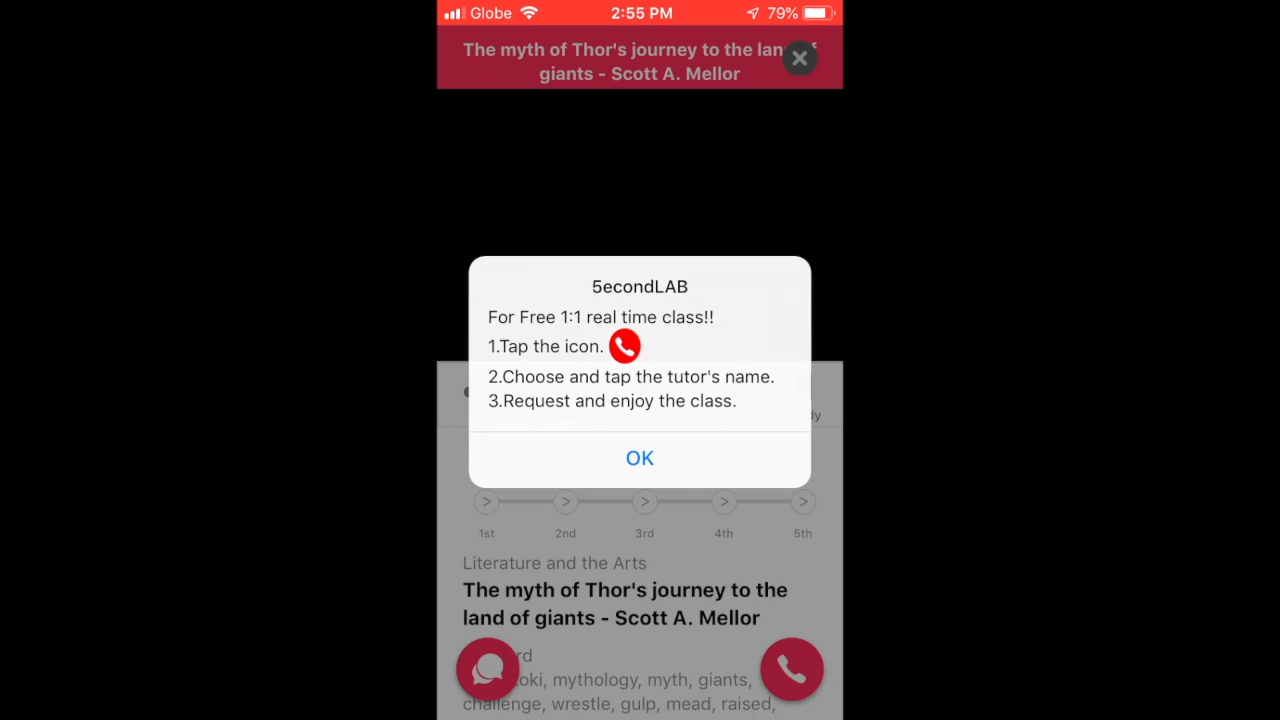 Globe 2:55 PM 79%
The myth of Thor's journey to the lan f
giants - Scott A. Mellor
5econdLAB
For Free 1:1 real time class!!
1.Tap the icon.
2.Choose and tap the tutor's name.
3.Request and enjoy the class.
OK
1st 2nd 3rd 4th 5th
Literature and the Arts
The myth of Thor's journey to the
land of giants - Scott A. Mellor
mythology, myth, giants,
challenge, wrestle, gulp, mead, raised,